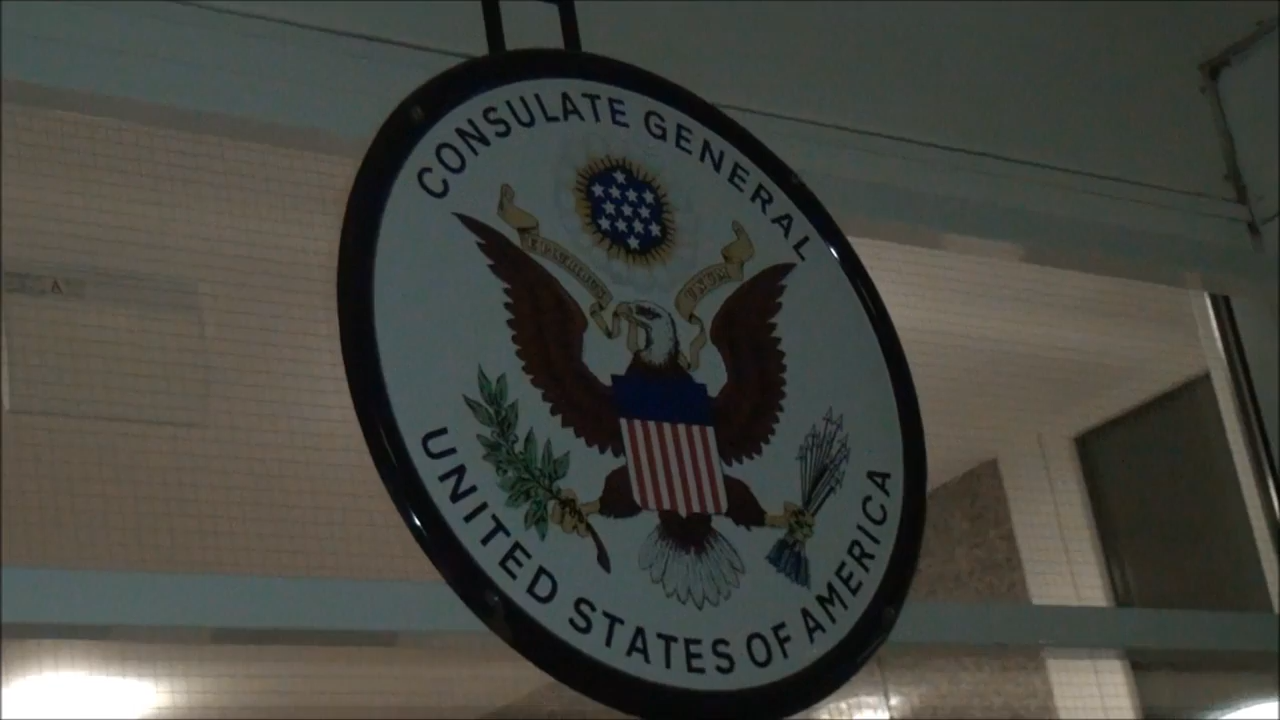 CONSULATE GENERAL
UNITED STATES OF AMERICA
A